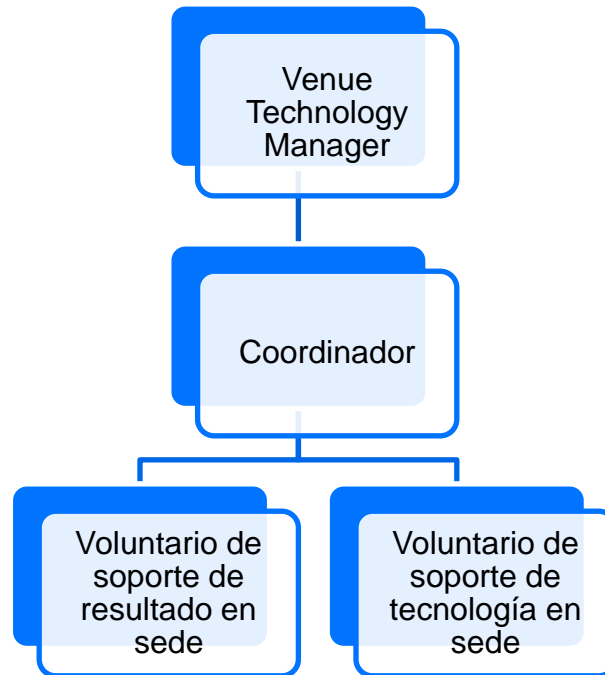 Venue
Technology
Manager
Coordinador
Voluntario de
soporte de
resultado en
sede
Voluntario de
soporte de
tecnología en
sede